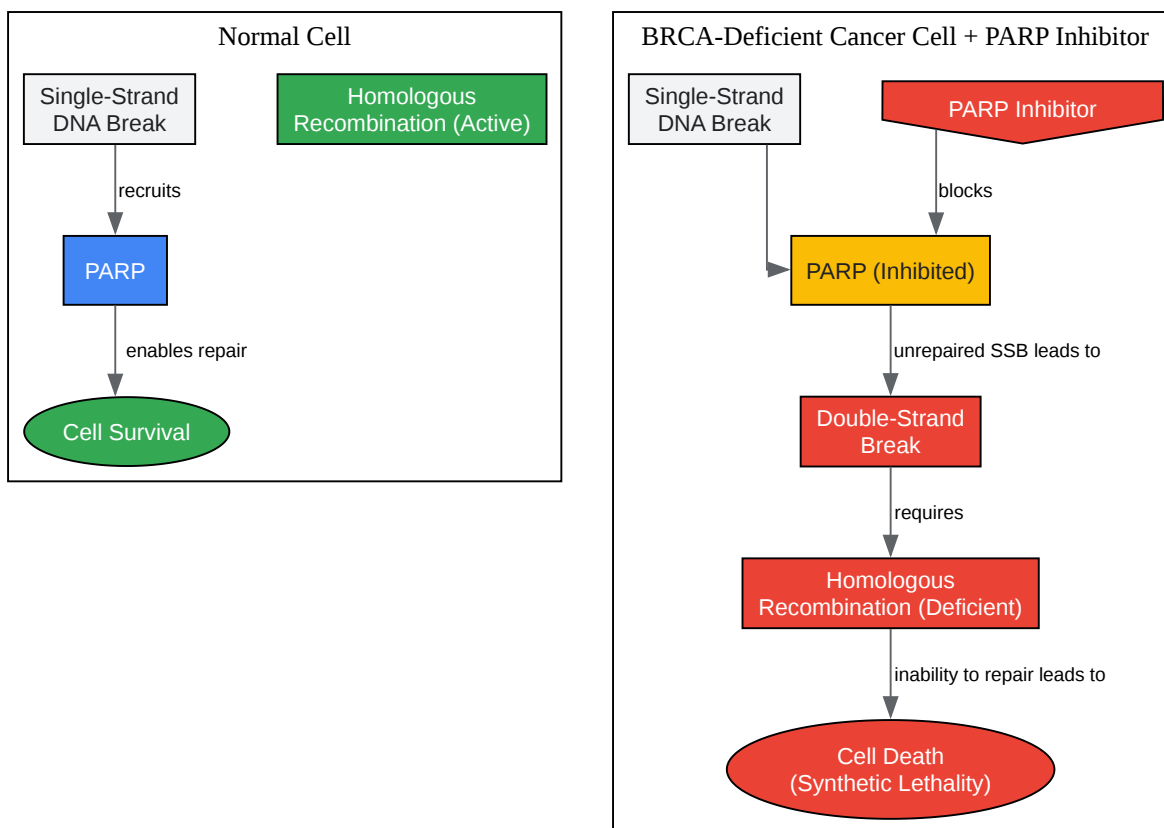 Normal Cell
Single-Strand
DNA Break
Homologous
Recombination (Active)
recruits
PARP
enables repair
Cell Survival
BRCA-Deficient Cancer Cell + PARP Inhibitor
Single-Strand
DNA Break
PARP Inhibitor
blocks
PARP (Inhibited)
unrepaired SSB leads to
Double-Strand
Break
requires
Homologous
Recombination (Deficient)
inability to repair leads to
Cell Death
(Synthetic Lethality)